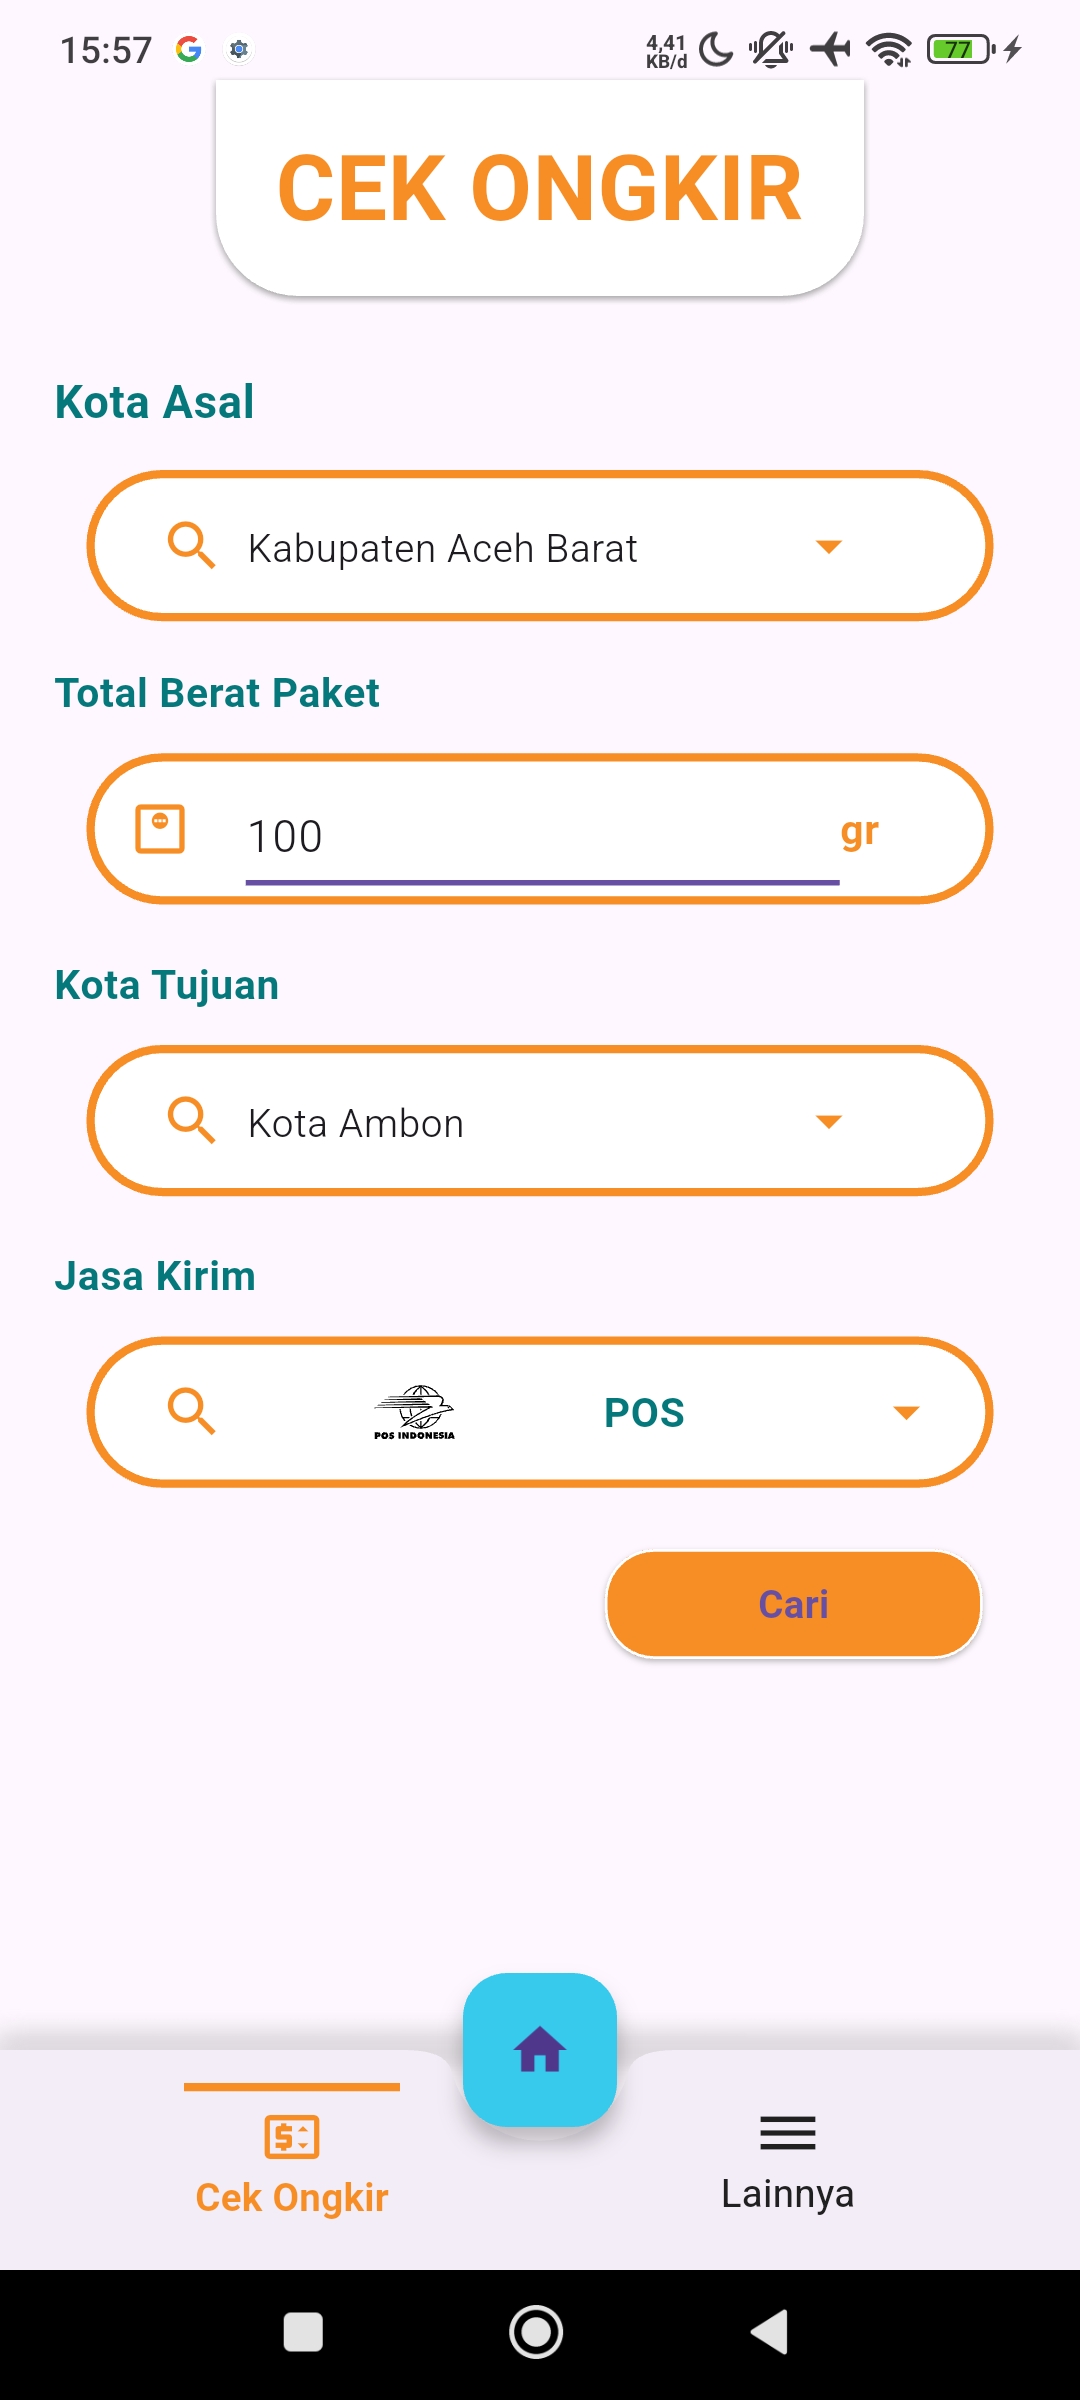 15:57
4,41
KB/d
77
CEK ONGKIR
Kota Asal
Kabupaten Aceh Barat
Total Berat Paket
100
gr
Kota Tujuan
Kota Ambon
Jasa Kirim
POS INDONESIA
POS
Cari
Cek Ongkir
Lainnya